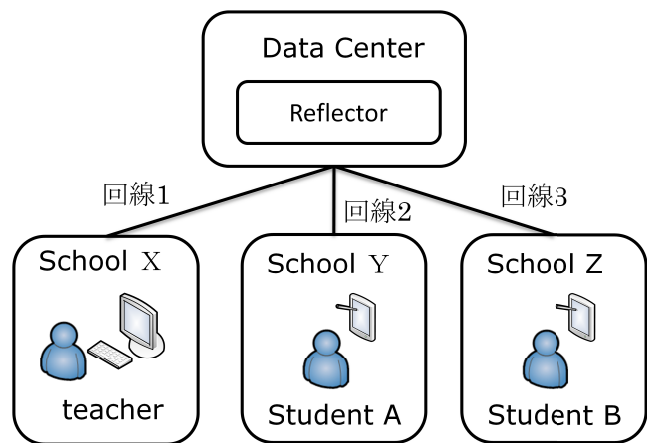 Data Center
Reflector
回線1
回線2
回線3
School X
School Y
School Z
teacher
Student A
Student B